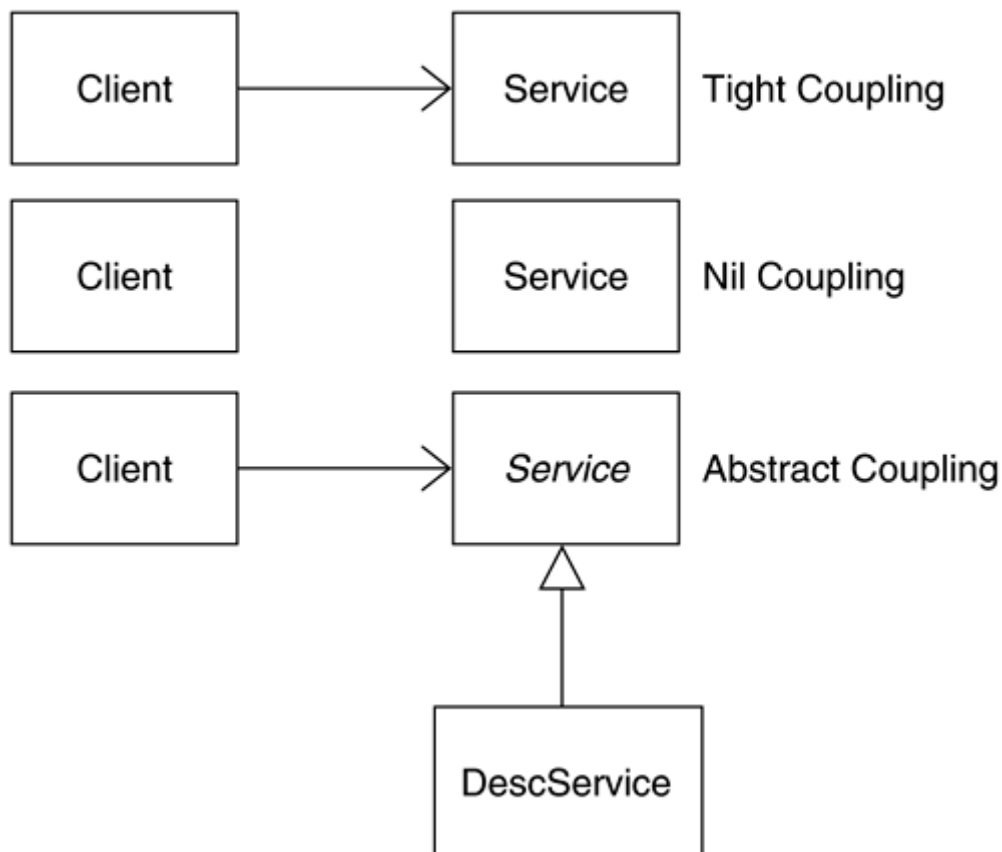 Client Service Tight Coupling
Client Service Nil Coupling
Client Service Abstract Coupling
DescService